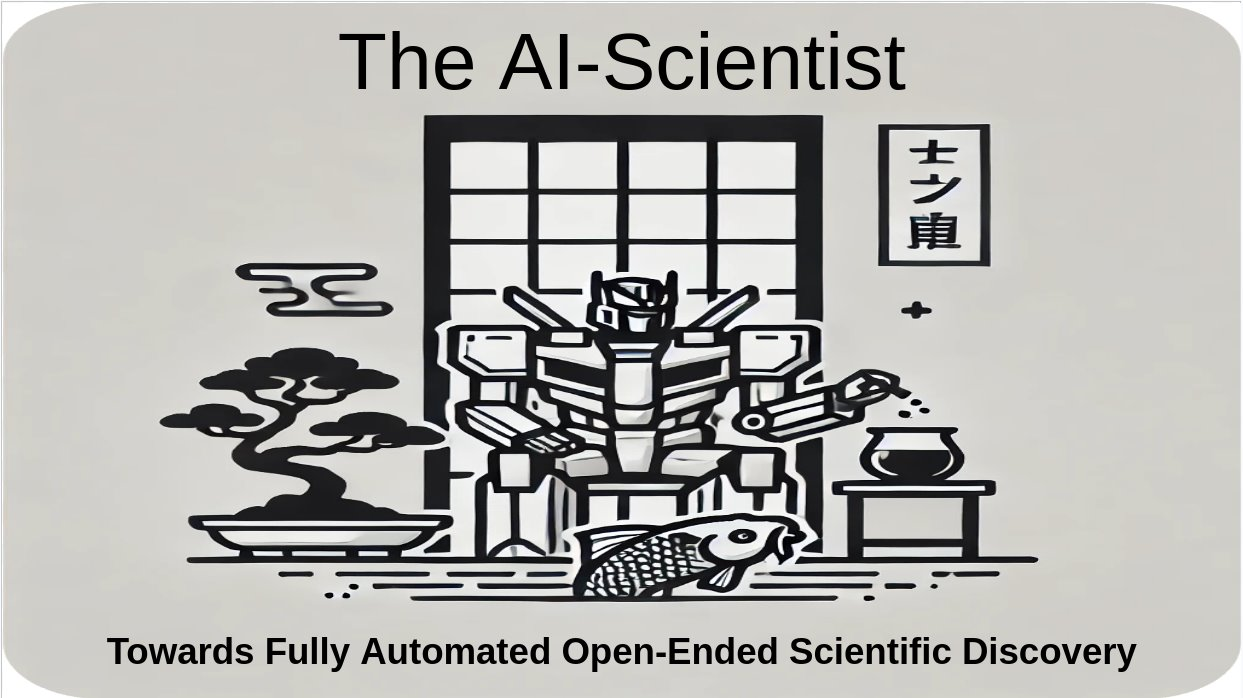 The AI-Scientist
Towards Fully Automated Open-Ended Scientific Discovery